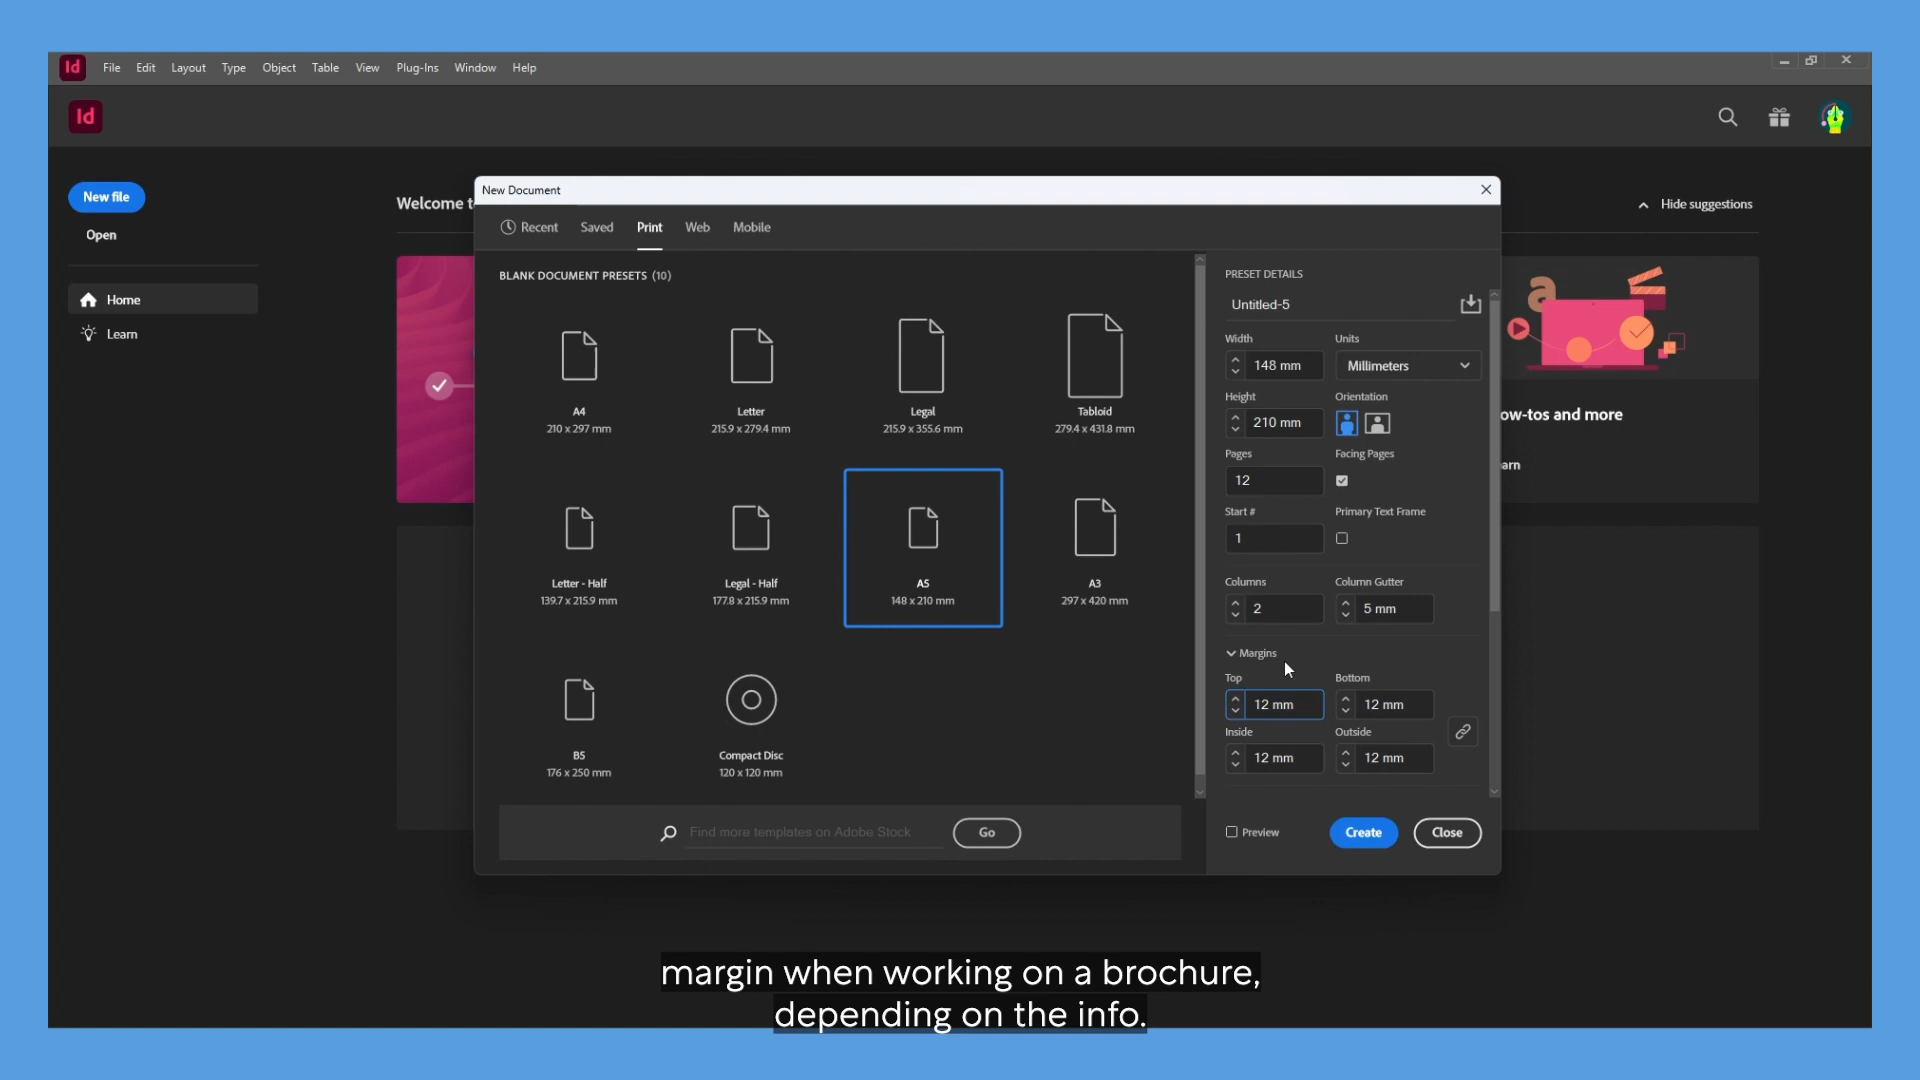 Id File Edit Layout Type Object Table View Plug-Ins Window Help
Id
New file
Open
Home
Learn
Welcome t
Hide suggestions
ow-tos and more
arn
New Document
Recent Saved Print Web Mobile
BLANK DOCUMENT PRESETS (10)
A4
210 x 297 mm
Letter
215.9 x 279.4 mm
Legal
215.9 x 355.6 mm
Tabloid
279.4 x 431.8 mm
Letter - Half
139.7 x 215.9 mm
Legal - Half
177.8 x 215.9 mm
A5
148 x 210 mm
A3
297 x 420 mm
B5
176 x 250 mm
Compact Disc
120 x 120 mm
Find more templates on Adobe Stock
Go
PRESET DETAILS
Untitled-5
Width Units
148 mm Millimeters
Height Orientation
210 mm
Pages Facing Pages
12
Start # Primary Text Frame
1
Columns Column Gutter
2 5 mm
Margins
Top Bottom
12 mm 12 mm
Inside Outside
12 mm 12 mm
Preview Create Close
margin when working on a brochure,
depending on the info.